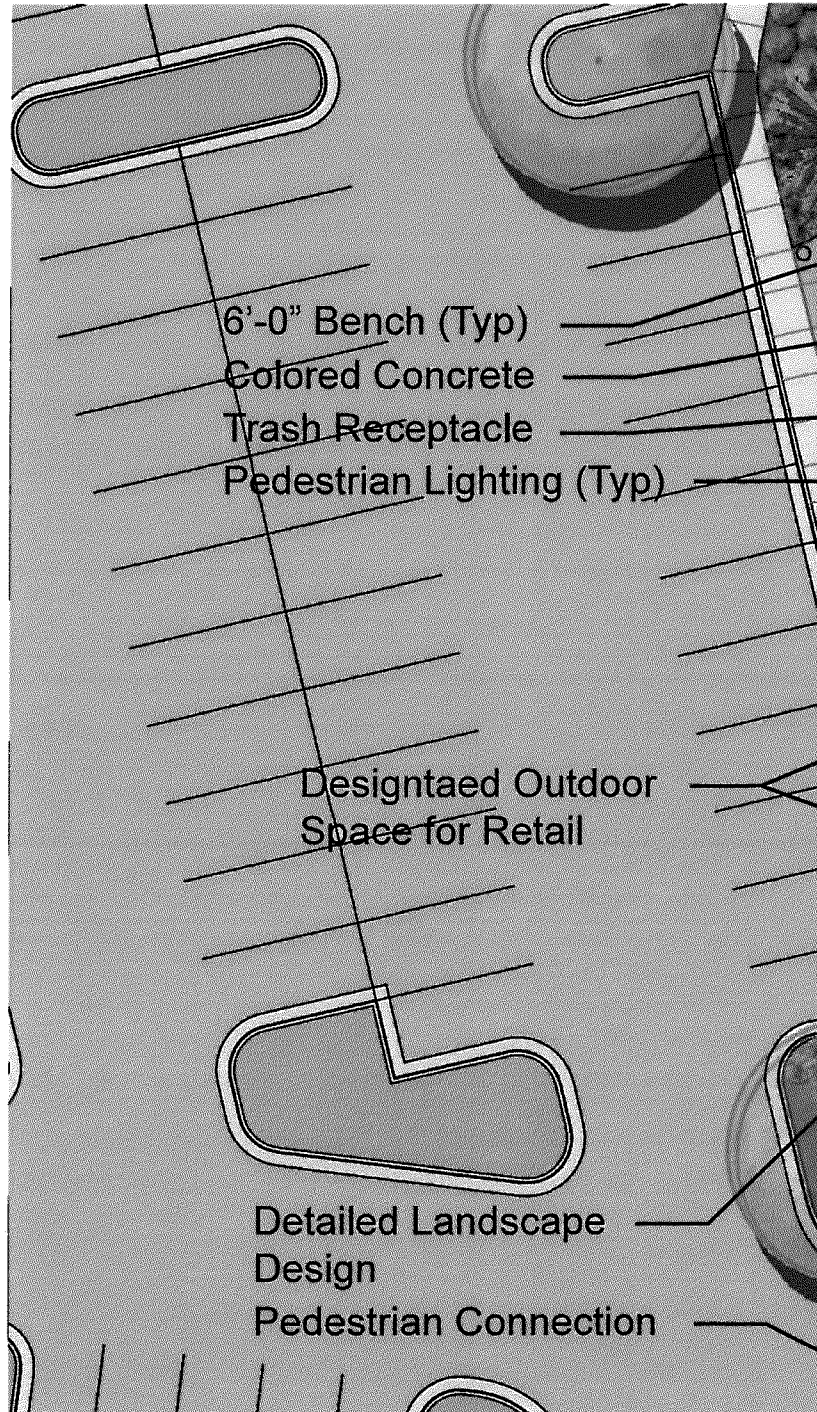 6’-0” Bench (Typ)
Colored Concrete
Trash Receptacle
Pedestrian Lighting (Typ)
Designtaed Outdoor
Space for Retail
Detailed Landscape
Design
Pedestrian Connection